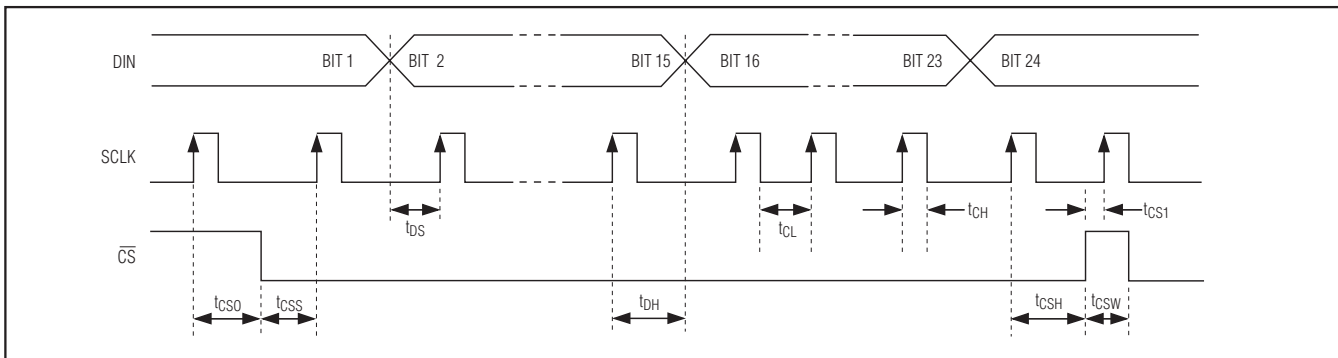 DIN BIT 1 BIT 2 BIT 15 BIT 16 BIT 23 BIT 24
SCLK
tDS tCL tCH tCS1
CS
tCSO tCSS tDH tCSH tCSW